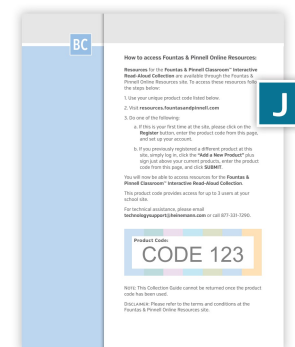 BC
J
How to access Fountas & Pinnell Online Resources:
Resources for the Fountas & Pinnell Classroom™ Interactive
Read-Aloud Collection are available through the Fountas &
Pinnell Online Resources site. To access these resources follow
the steps below:
1. Use your unique product code listed below.
2. Visit resources.fountasandpinnell.com
3. Do one of the following:
a. If this is your first time at the site, please click on the
Register button, enter the product code from this page,
and set up your account.
b. If you previously registered a different product at this
site, simply log in, click the "Add a New Product" plus
sign just above your current products, enter the product
code from this page, and click SUBMIT.
You will now be able to access resources for the Fountas &
Pinnell Classroom™ Interactive Read-Aloud Collection.
This product code provides access for up to 3 users at your
school site.
For technical assistance, please email
technologysupport@heinemann.com or call 877-331-7290.
Product Code:
CODE 123
NOTE: This Collection Guide cannot be returned once the product
code has been used.
DISCLAIMER: Please refer to the terms and conditions at the
Fountas & Pinnell Online Resources site.